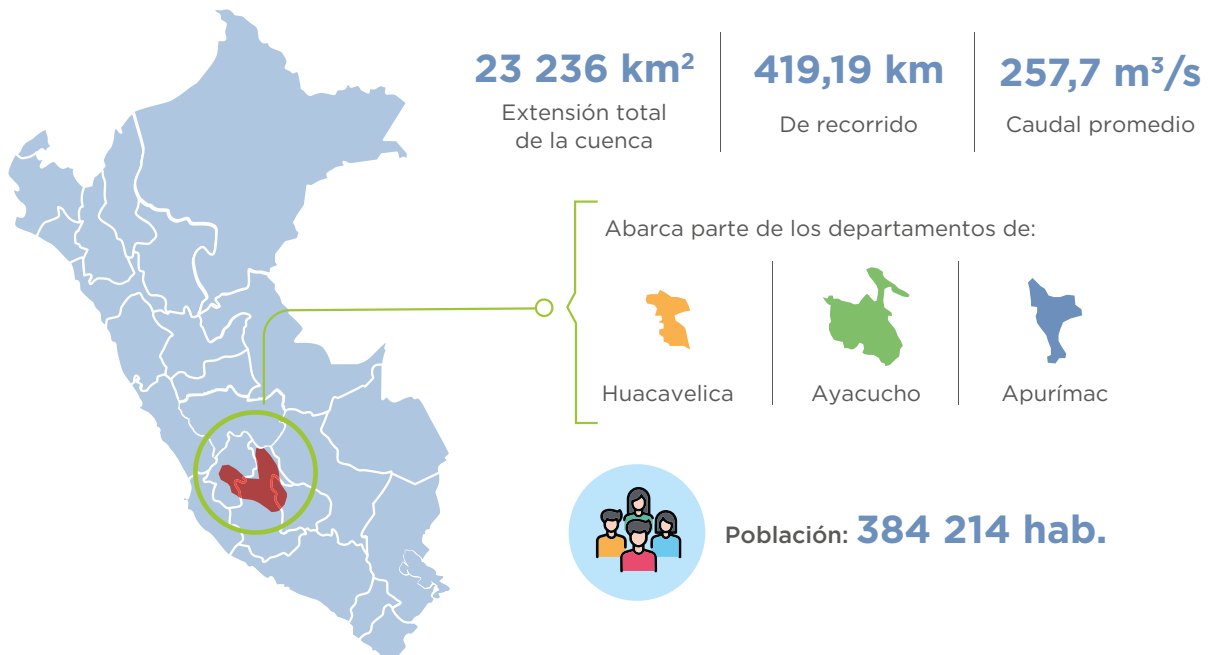 23 236 km²
Extensión total
de la cuenca
419,19 km
De recorrido
257,7 m³/s
Caudal promedio
Abarca parte de los departamentos de:
Huacavelica
Ayacucho
Apurímac
Población: 384 214 hab.